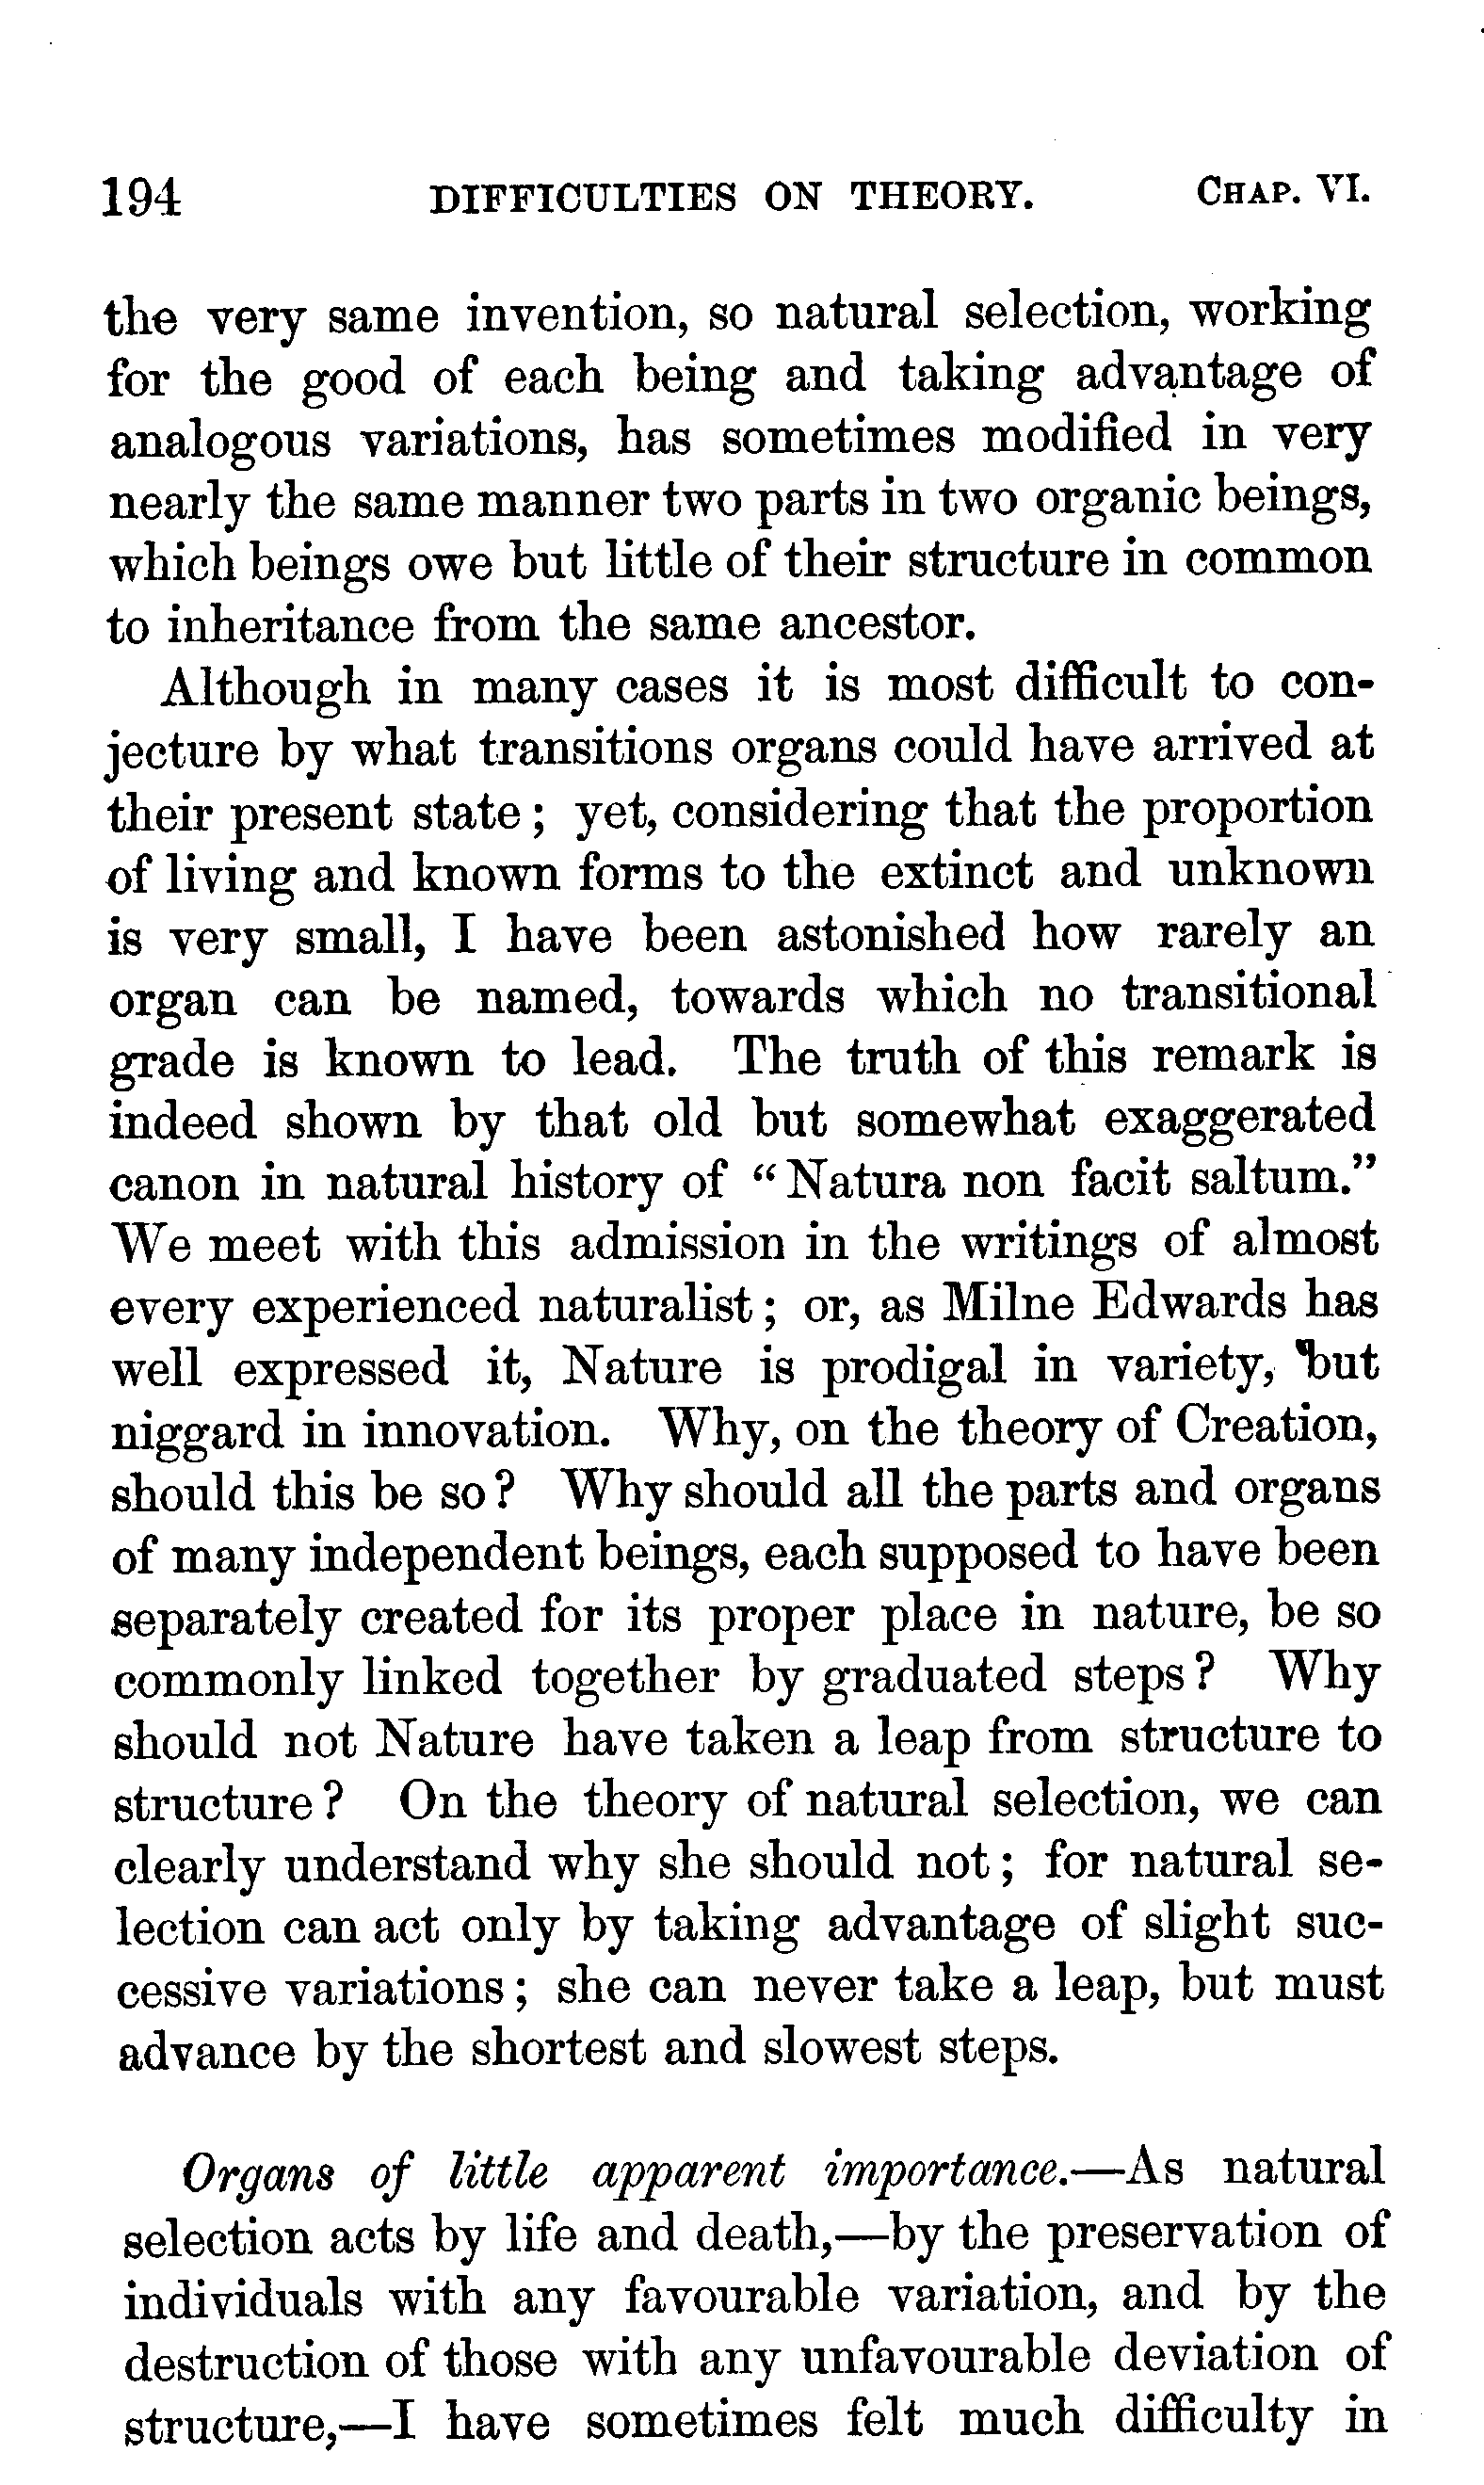 194 DIFFICULTIES ON THEORY. CHAP. VI.
the very same invention, so natural selection, working
for the good of each being and taking advantage of
analogous variations, has sometimes modified in very
nearly the same manner two parts in two organic beings,
which beings owe but little of their structure in common
to inheritance from the same ancestor.
Although in many cases it is most difficult to con-
jecture by what transitions organs could have arrived at
their present state; yet, considering that the proportion
of living and known forms to the extinct and unknown
is very small, I have been astonished how rarely an
organ can be named, towards which no transitional
grade is known to lead. The truth of this remark is
indeed shown by that old but somewhat exaggerated
canon in natural history of "Natura non facit saltum."
We meet with this admission in the writings of almost
every experienced naturalist; or, as Milne Edwards has
well expressed it, Nature is prodigal in variety, but
niggard in innovation. Why, on the theory of Creation,
should this be so? Why should all the parts and organs
of many independent beings, each supposed to have been
separately created for its proper place in nature, be so
commonly linked together by graduated steps? Why
should not Nature have taken a leap from structure to
structure? On the theory of natural selection, we can
clearly understand why she should not; for natural se-
lection can act only by taking advantage of slight suc-
cessive variations; she can never take a leap, but must
advance by the shortest and slowest steps.
Organs of little apparent importance.—As natural
selection acts by life and death,—by the preservation of
individuals with any favourable variation, and by the
destruction of those with any unfavourable deviation of
structure,—I have sometimes felt much difficulty in